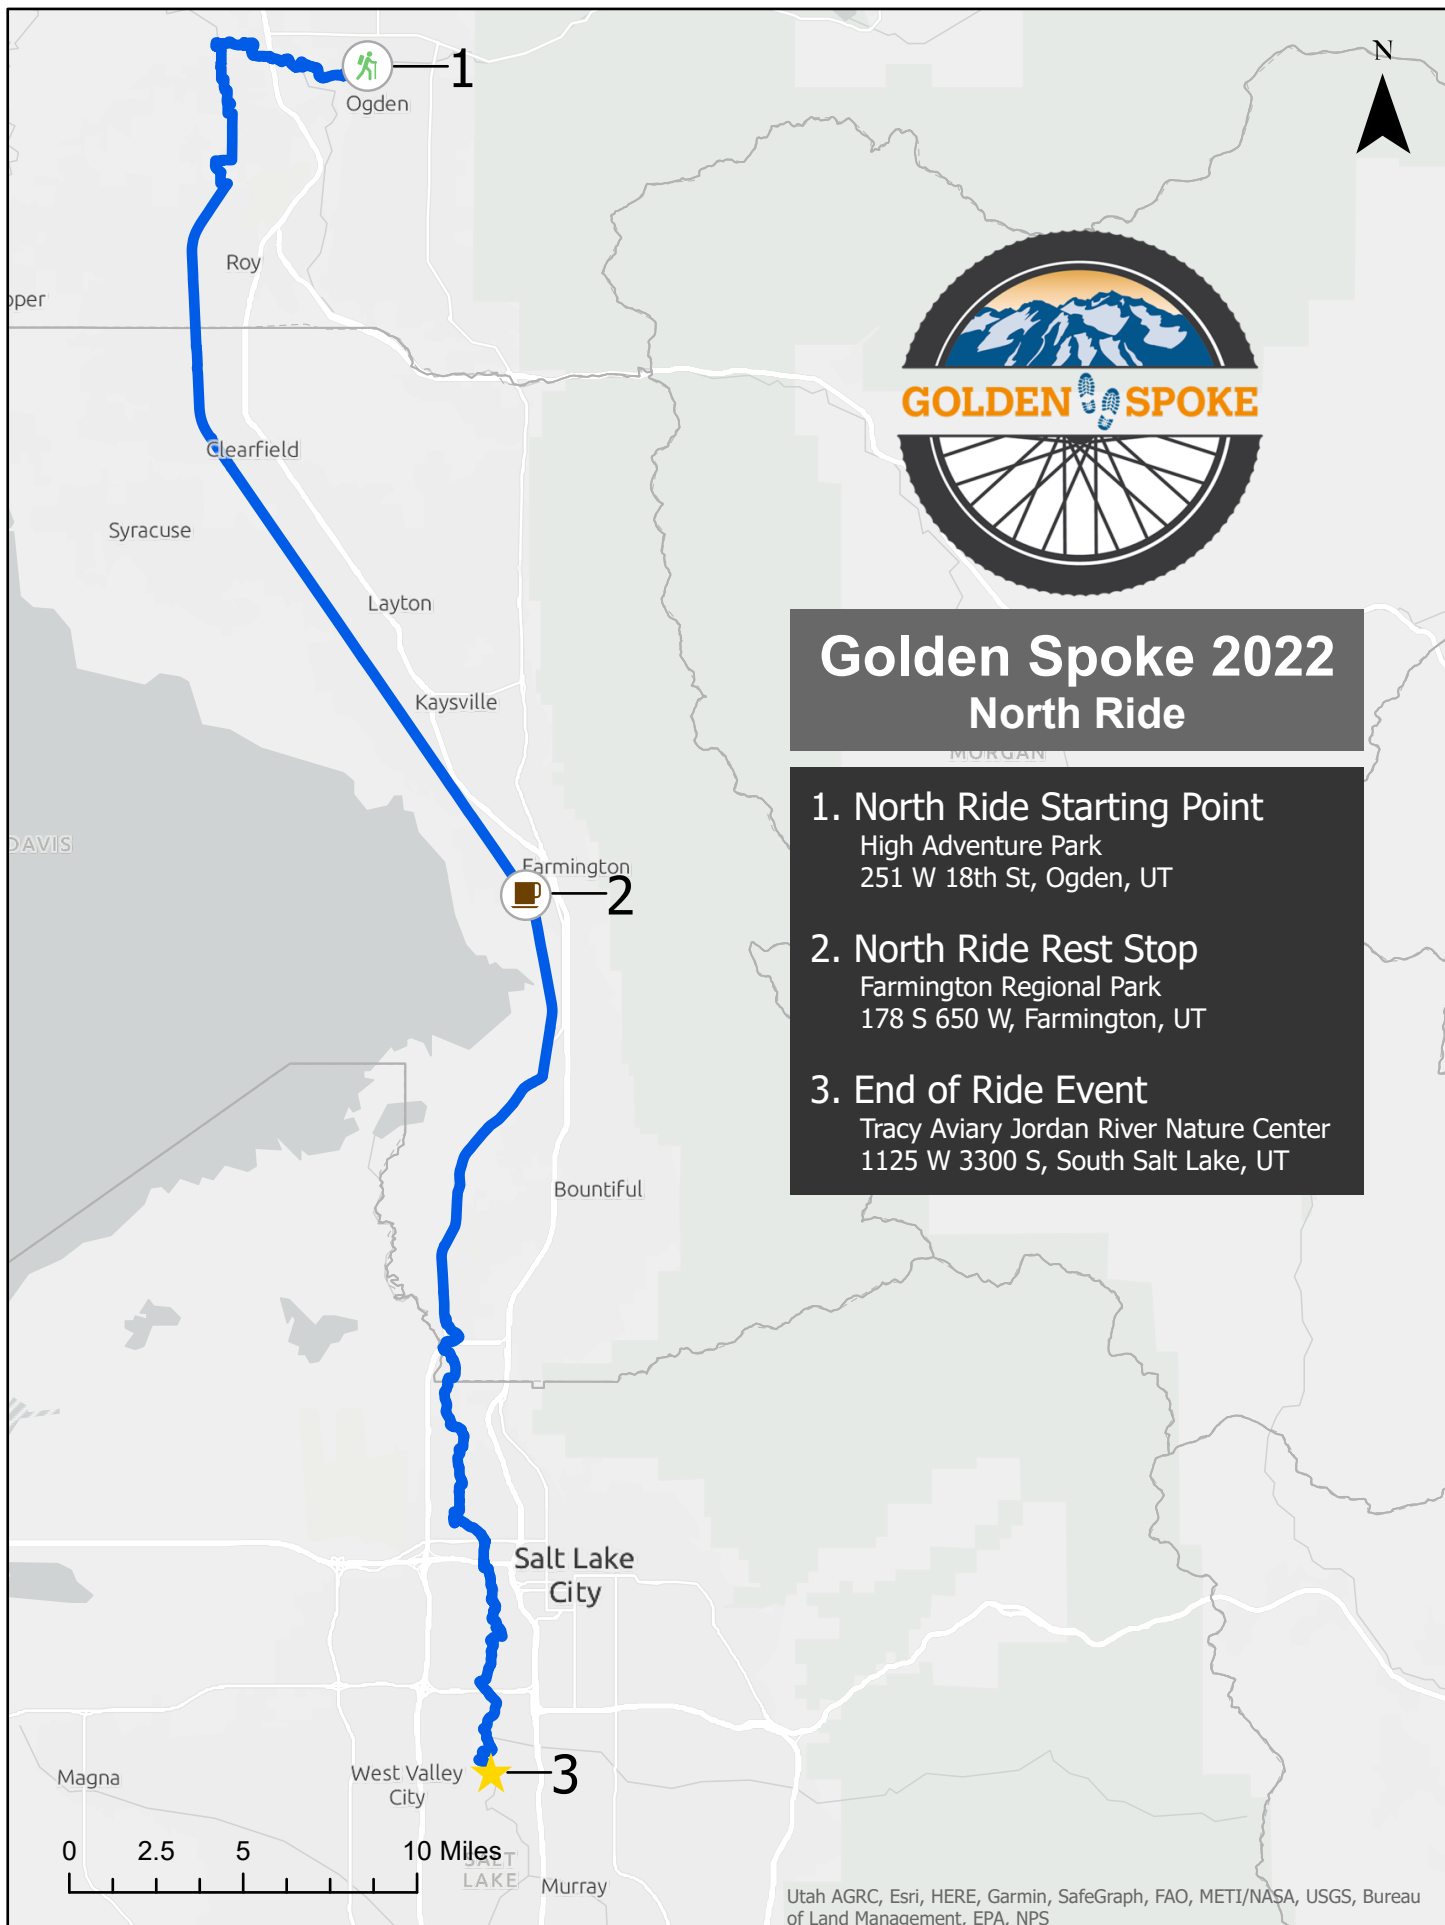 1
N
Ogden
Roy
oper
GOLDEN SPOKE
Clearfield
Syracuse
Layton
Golden Spoke 2022
North Ride
Kaysville
MORGAN
1. North Ride Starting Point
High Adventure Park
251 W 18th St, Ogden, UT
DAVIS
Farmington
2
2. North Ride Rest Stop
Farmington Regional Park
178 S 650 W, Farmington, UT
3. End of Ride Event
Tracy Aviary Jordan River Nature Center
1125 W 3300 S, South Salt Lake, UT
Bountiful
Salt Lake
City
3
Magna
West Valley
City
0 2.5 5 10 Miles
SALT
LAKE
Murray
Utah AGRC, Esri, HERE, Garmin, SafeGraph, FAO, METI/NASA, USGS, Bureau
of Land Management, EPA, NPS